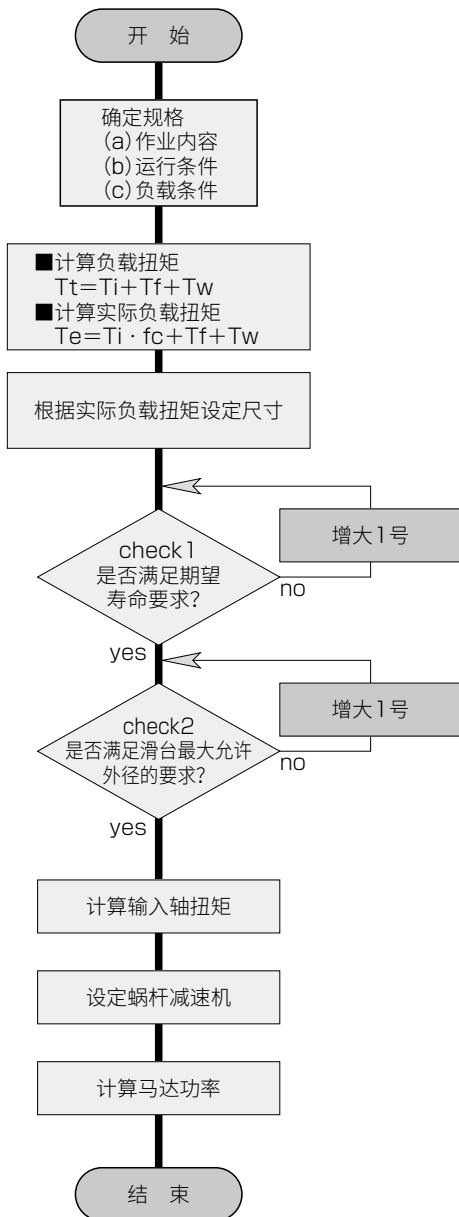 开 始
确定规格
(a)作业内容
(b)运行条件
(c)负载条件
■计算负载扭矩
Tt=Ti+Tf+Tw
■计算实际负载扭矩
Te=Ti·fc+Tf+Tw
根据实际负载扭矩设定尺寸
check1
是否满足期望
寿命要求?
no
增大1号
yes
check2
是否满足滑台最大允许
外径的要求?
no
增大1号
yes
计算输入轴扭矩
设定蜗杆减速机
计算马达功率
结 束